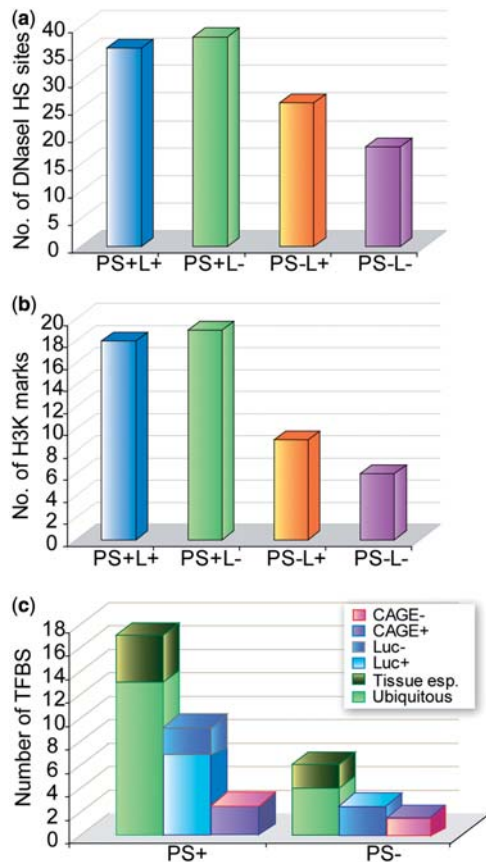 (a)
No. of DNaseI HS sites
40
35
30
25
20
15
10
5
0
PS+L+ PS+L- PS-L+ PS-L-
(b)
No. of H3K marks
20
18
16
14
12
10
8
6
4
2
0
PS+L+ PS+L- PS-L+ PS-L-
(c)
Number of TFBS
18
16
14
12
10
8
6
4
2
0
CAGE-
CAGE+
Luc-
Luc+
Tissue esp.
Ubiquitous
PS+ PS-